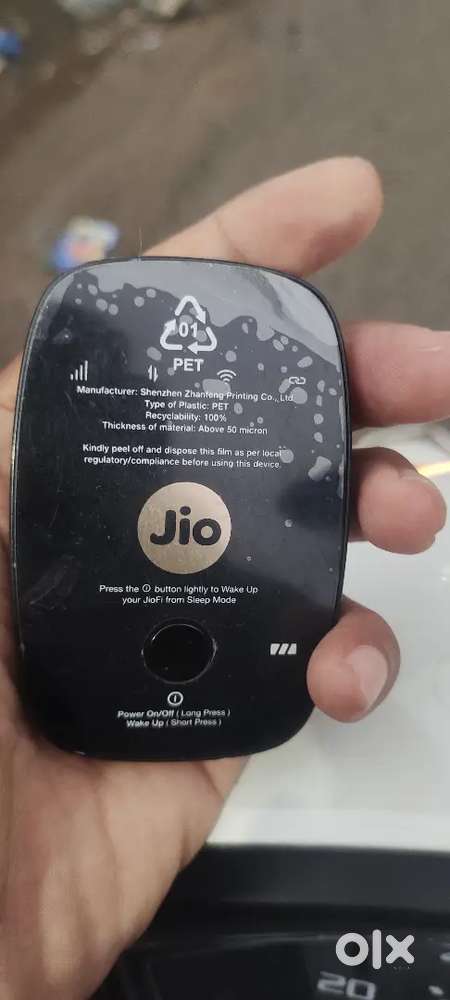 01
PET
Manufacturer: Shenzhen Zhanfeng Printing Co., Ltd
Type of Plastic: PET
Recyclability: 100%
Thickness of material: Above 50 micron
Kindly peel off and dispose this film as per local
regulatory/compliance before using this device.
Jio
Press the button lightly to Wake Up
your JioFi from Sleep Mode
Power On/Off ( Long Press )
Wake Up ( Short Press )
olx
20